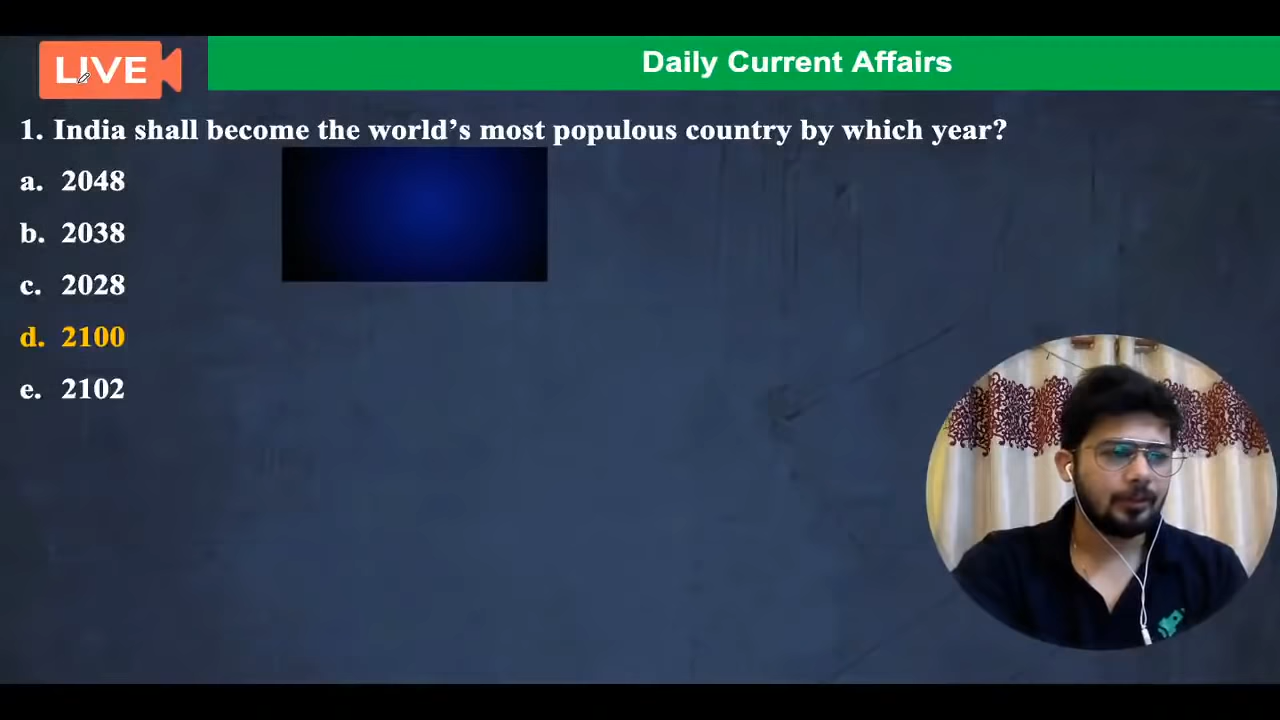 LIVE
Daily Current Affairs
1. India shall become the world’s most populous country by which year?
a. 2048
b. 2038
c. 2028
d. 2100
e. 2102